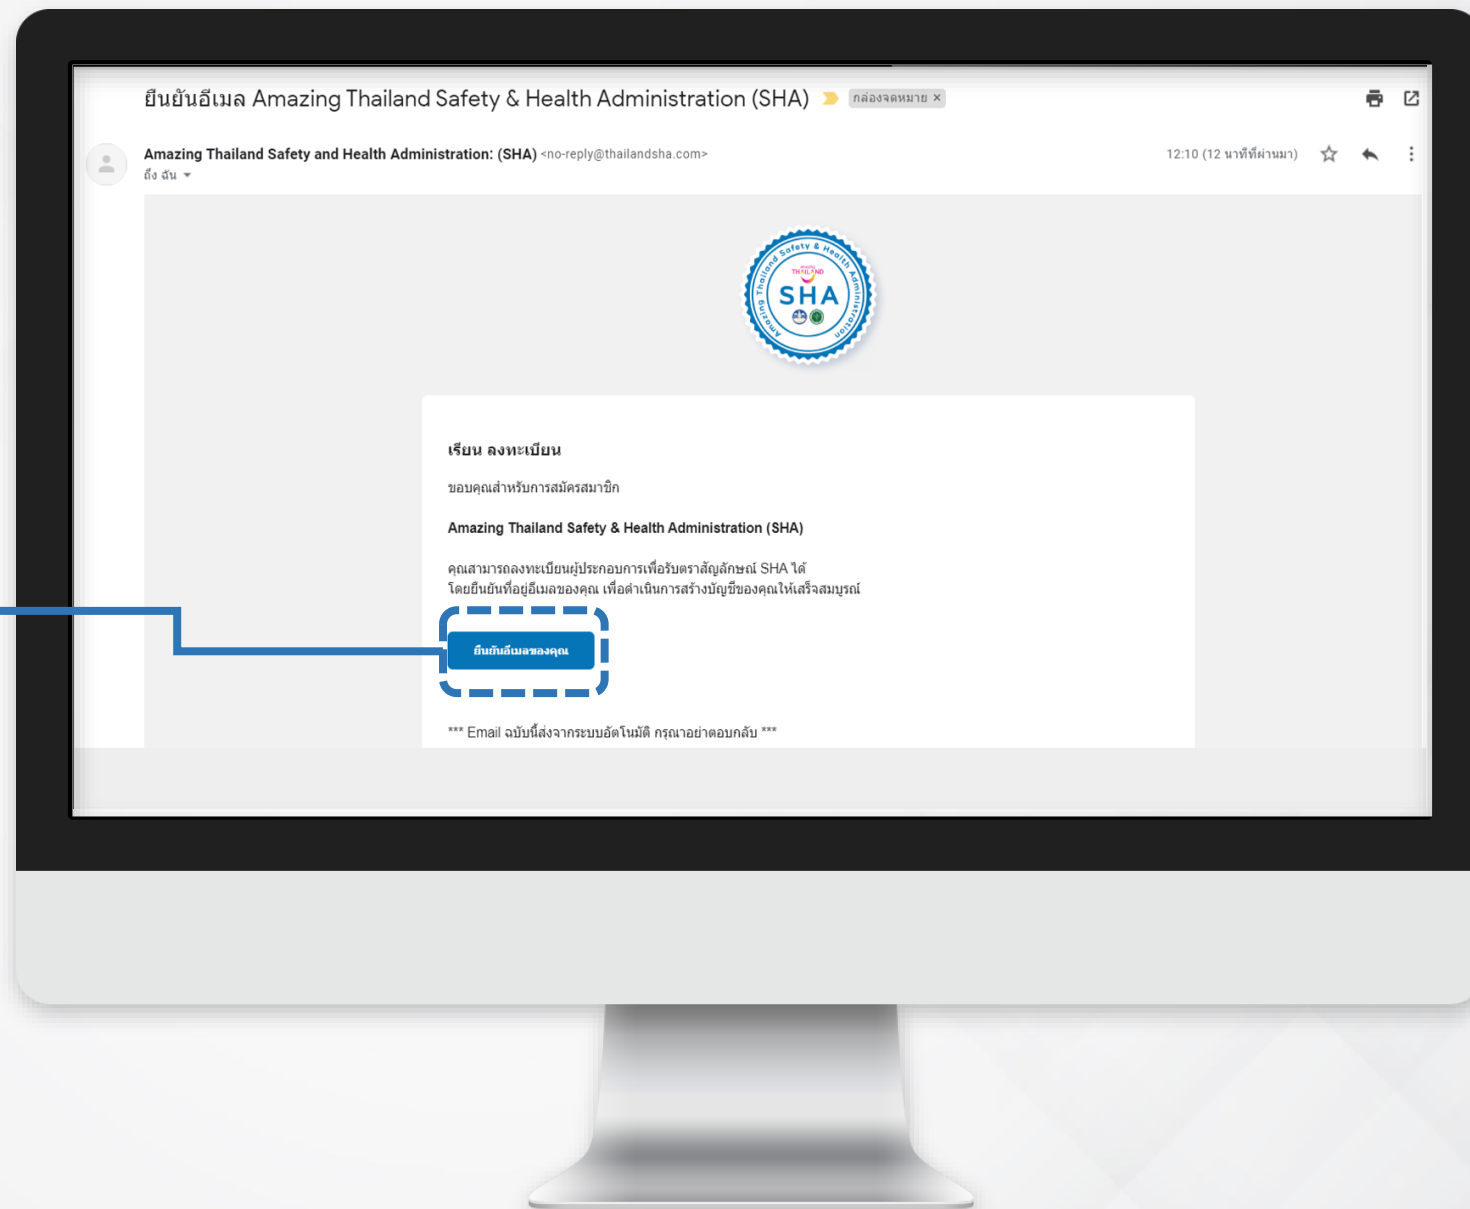 ยืนยันอีเมล Amazing Thailand Safety & Health Administration (SHA) กล่องจดหมาย ×
Amazing Thailand Safety and Health Administration: (SHA) <no-reply@thailandsha.com> 12:10 (12 นาทีที่ผ่านมา)
ถึง ฉัน
Amazing Thailand Safety & Health Administration
amazing
THAILAND
SHA
เรียน ลงทะเบียน
ขอบคุณสำหรับการสมัครสมาชิก
Amazing Thailand Safety & Health Administration (SHA)
คุณสามารถลงทะเบียนผู้ประกอบการเพื่อรับตราสัญลักษณ์ SHA ได้
โดยยืนยันที่อยู่อีเมลของคุณ เพื่อดำเนินการสร้างบัญชีของคุณให้เสร็จสมบูรณ์
ยืนยันอีเมลของคุณ
*** Email ฉบับนี้ส่งจากระบบอัตโนมัติ กรุณาอย่าตอบกลับ ***